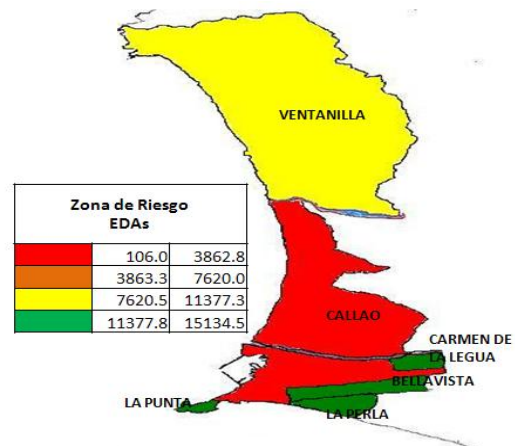 VENTANILLA
Zona de Riesgo
EDAs
106.0 3862.8
3863.3 7620.0
7620.5 11377.3
11377.8 15134.5
CALLAO
CARMEN DE
LA LEGUA
BELLAVISTA
LA PUNTA
LA PERLA